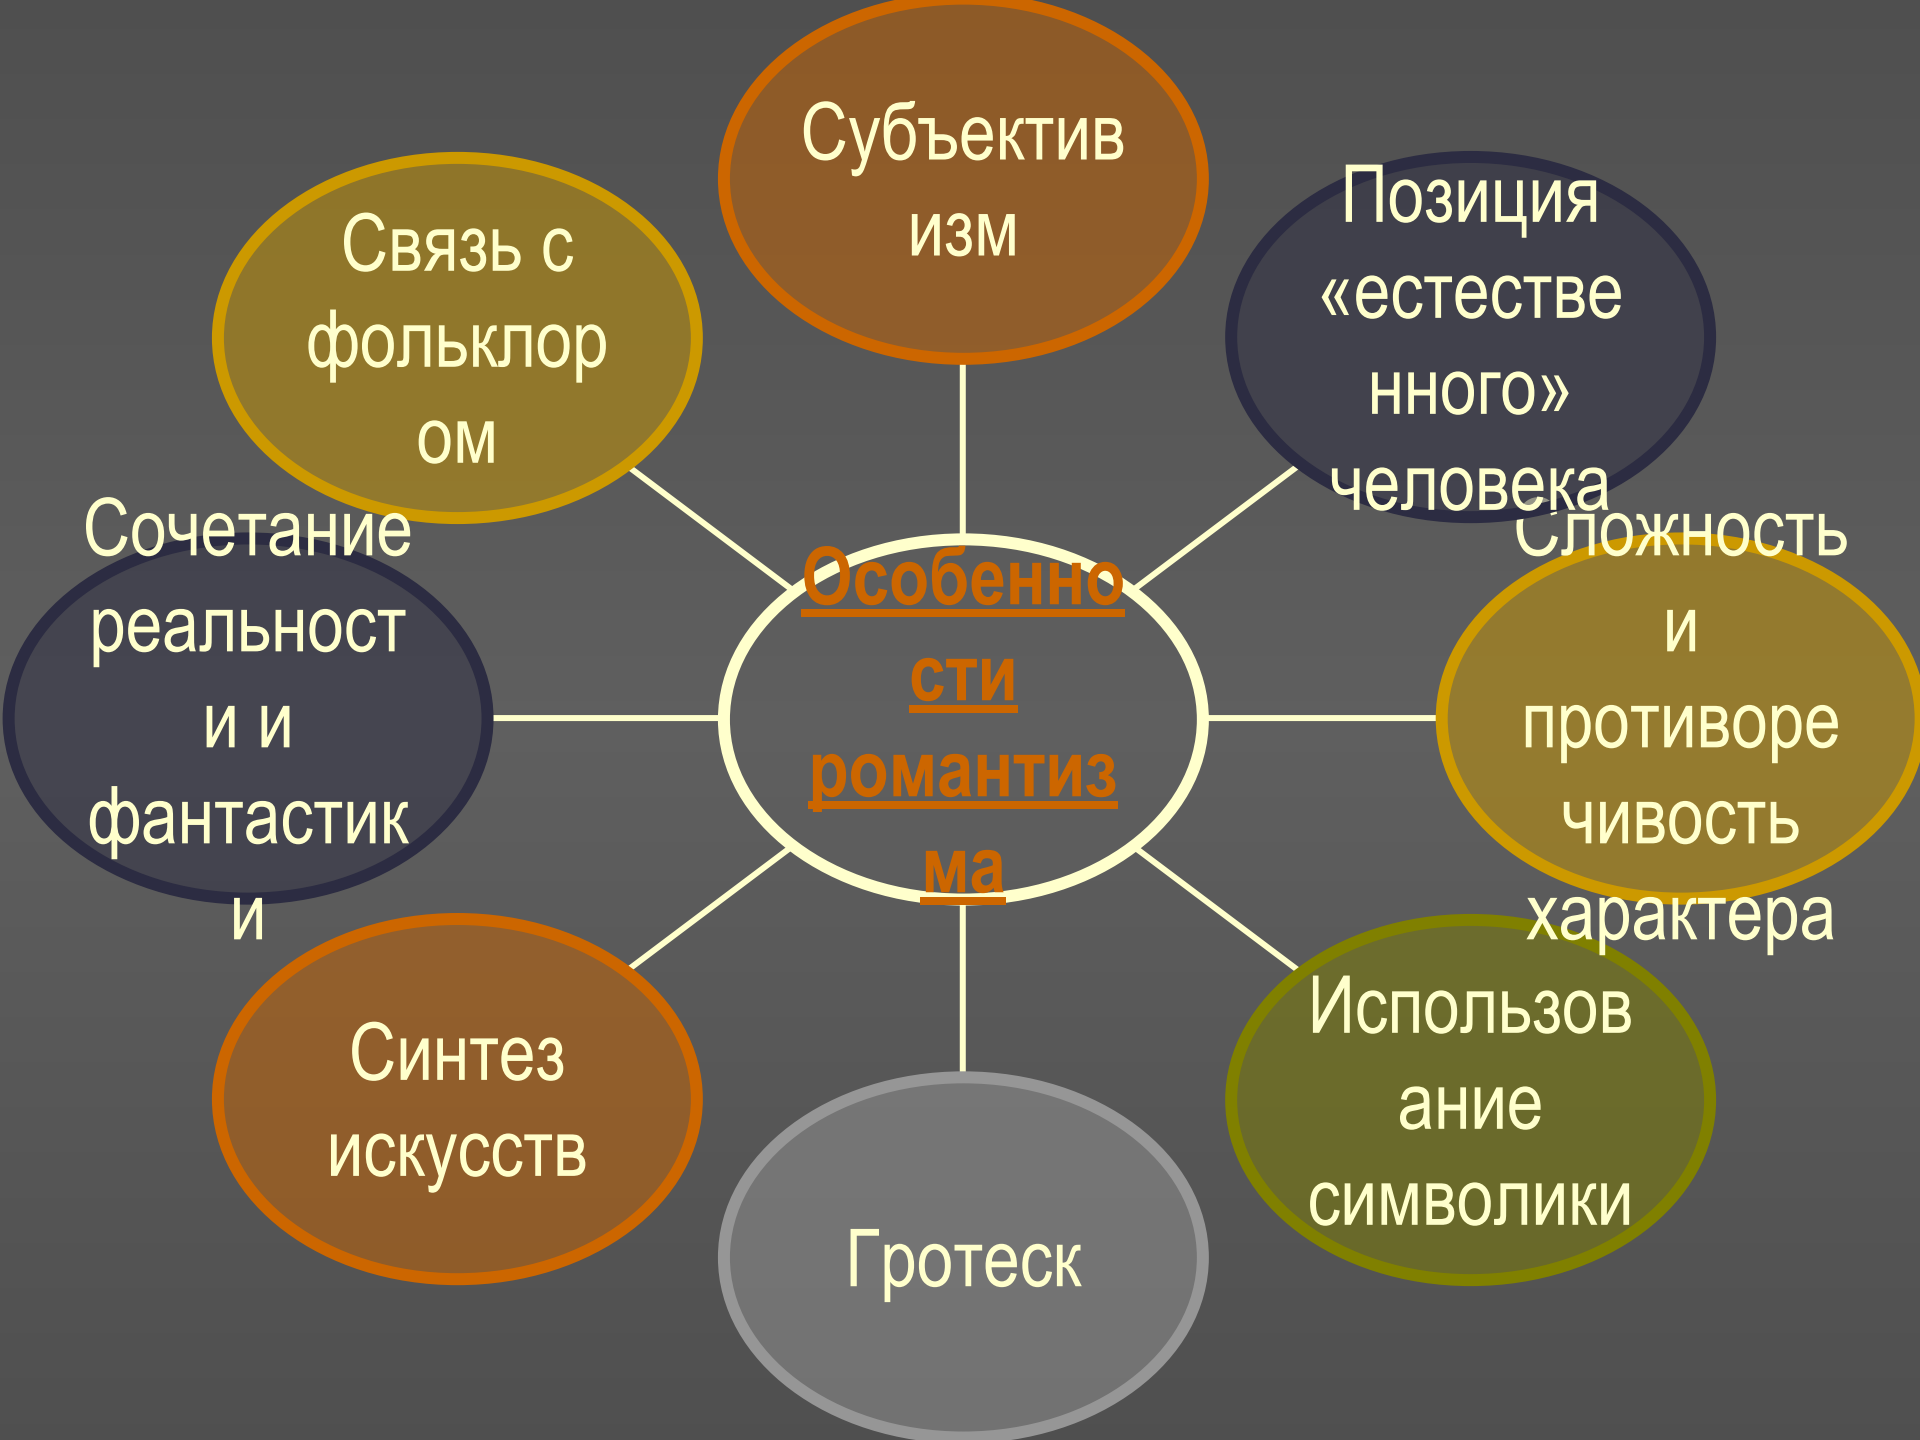 Субъектив
изм
Позиция
«естестве
нного»
человека
Сложность
и
противоре
чивость
характера
Использов
ание
символики
Гротеск
Синтез
искусств
Сочетание
реальност
и и
фантастик
и
Связь с
фольклор
ом
Особенно
сти
романтиз
ма